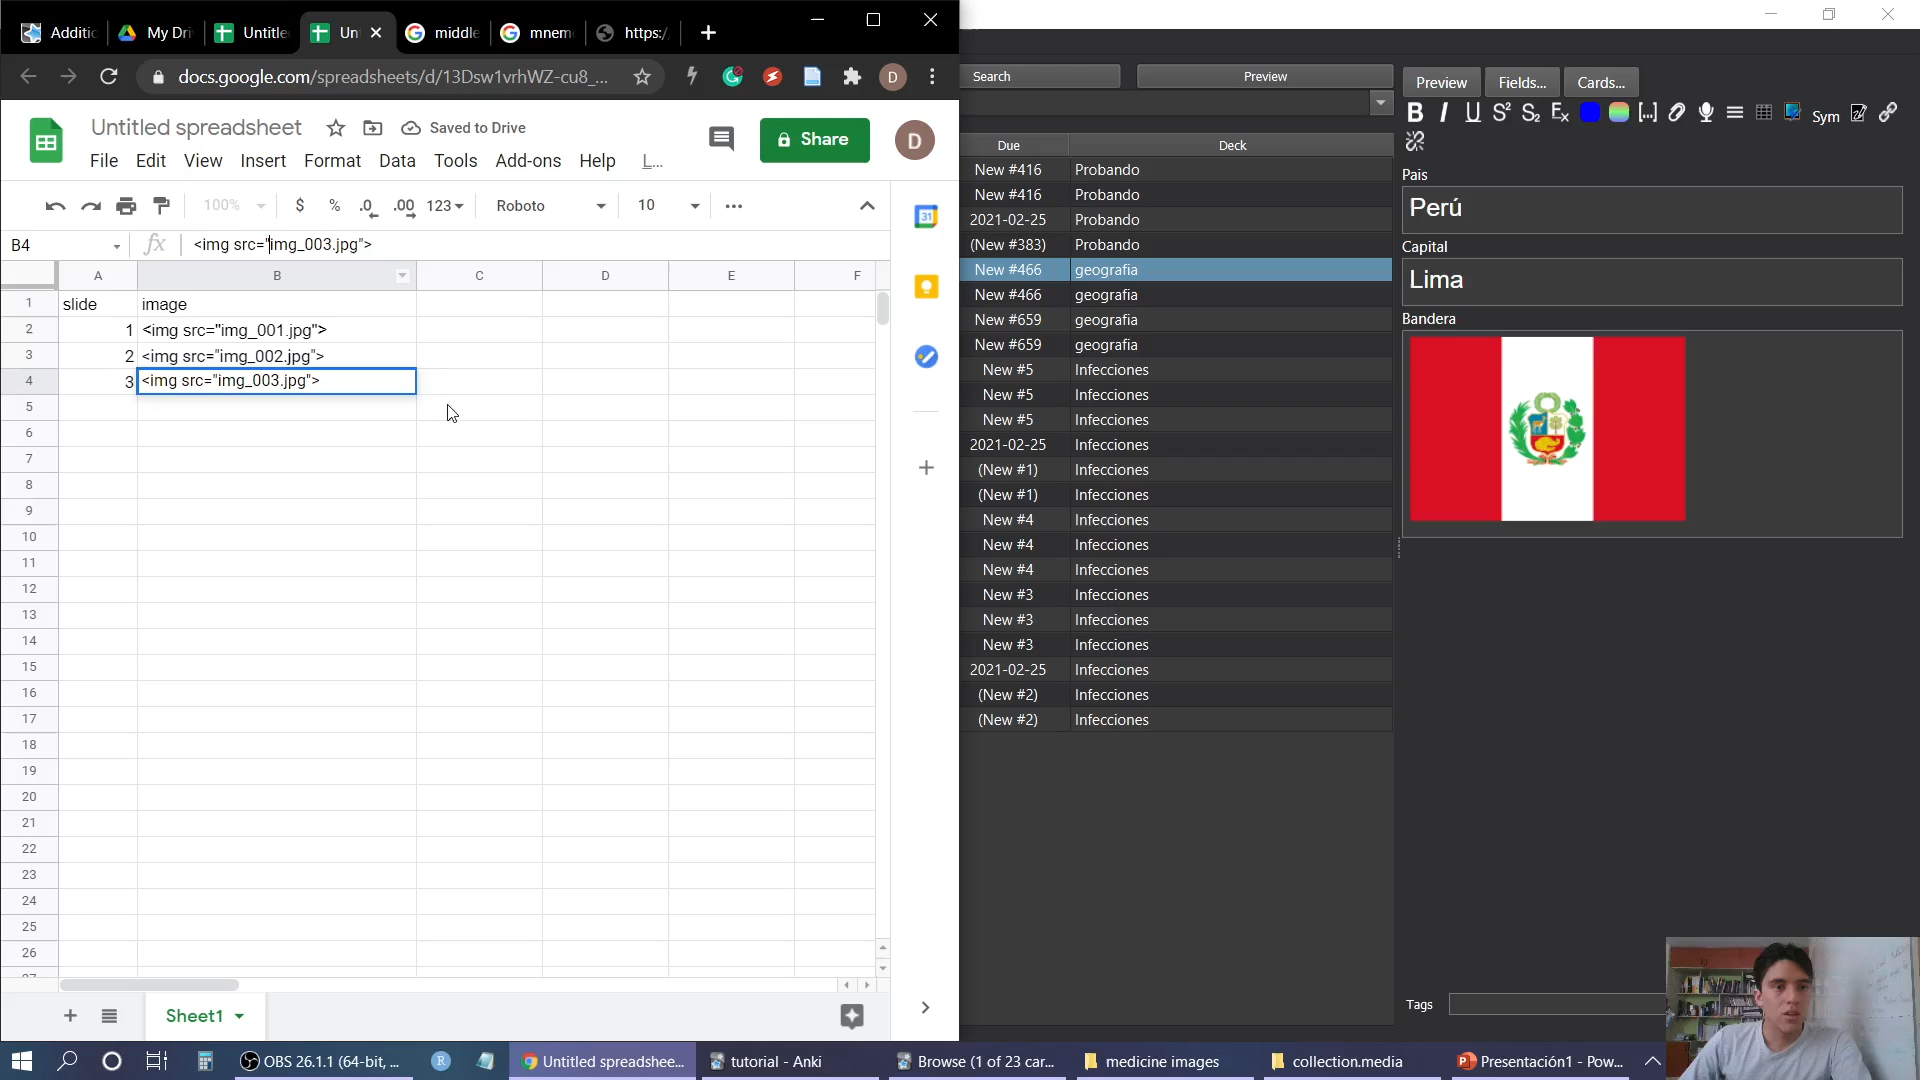 Additic
My Dri
Untitle
Un
middle
mnem
https:/
docs.google.com/spreadsheets/d/13Dsw1vrhWZ-cu8_...
D
Untitled spreadsheet
Saved to Drive
Share
D
File Edit View Insert Format Data Tools Add-ons Help L...
100% $ % .0 .00 123 Roboto 10
B4 fx <img src="img_003.jpg">
A B C D E F
1 slide image
2 1 <img src="img_001.jpg">
3 2 <img src="img_002.jpg">
4 3 <img src="img_003.jpg">
5
6
7
8
9
10
11
12
13
14
15
16
17
18
19
20
21
22
23
24
25
26
27
Sheet1
31
Search Preview
Due Deck
New #416 Probando
New #416 Probando
2021-02-25 Probando
(New #383) Probando
New #466 geografia
New #466 geografia
New #659 geografia
New #659 geografia
New #5 Infecciones
New #5 Infecciones
New #5 Infecciones
2021-02-25 Infecciones
(New #1) Infecciones
(New #1) Infecciones
New #4 Infecciones
New #4 Infecciones
New #4 Infecciones
New #3 Infecciones
New #3 Infecciones
New #3 Infecciones
2021-02-25 Infecciones
(New #2) Infecciones
(New #2) Infecciones
Preview Fields... Cards...
B I U S² S₂ Eₓ [...] Sym
Pais
Perú
Capital
Lima
Bandera
Tags
OBS 26.1.1 (64-bit, ...
R
Untitled spreadshee...
tutorial - Anki
Browse (1 of 23 car...
medicine images
collection.media
Presentación1 - Pow...